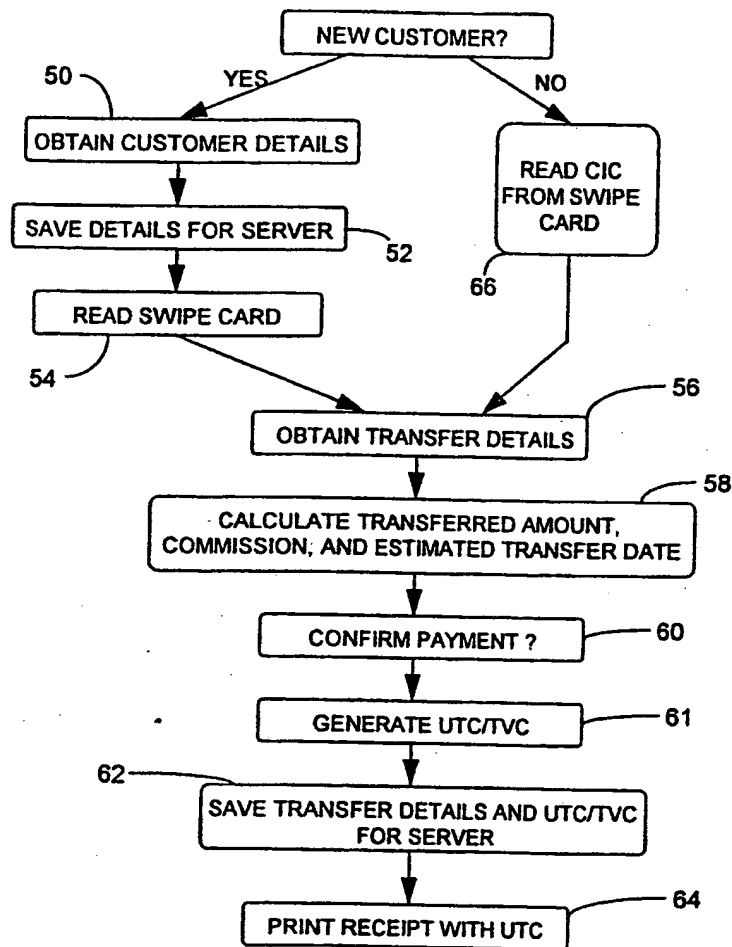 NEW CUSTOMER?
50
YES
NO
OBTAIN CUSTOMER DETAILS
READ CIC
FROM SWIPE
CARD
SAVE DETAILS FOR SERVER
52
66
READ SWIPE CARD
54
56
OBTAIN TRANSFER DETAILS
58
CALCULATE TRANSFERRED AMOUNT,
COMMISSION, AND ESTIMATED TRANSFER DATE
CONFIRM PAYMENT ?
60
GENERATE UTC/TVC
61
62
SAVE TRANSFER DETAILS AND UTC/TVC
FOR SERVER
64
PRINT RECEIPT WITH UTC